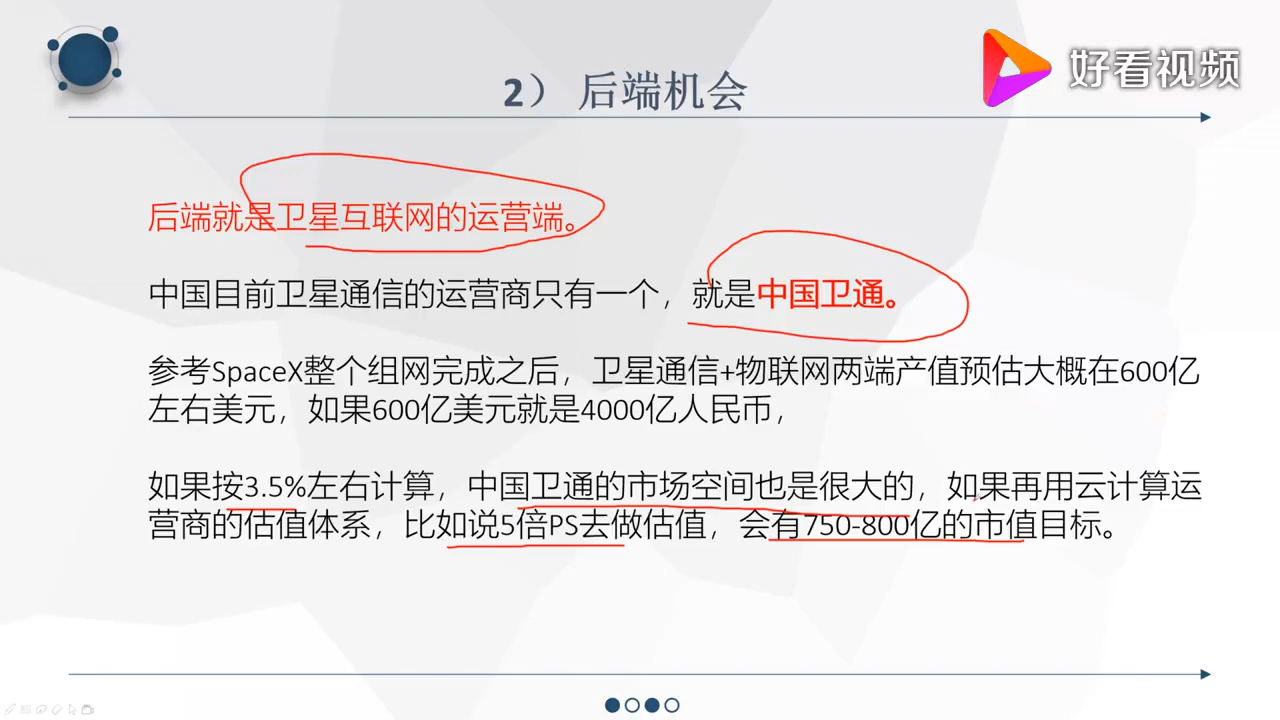 好看视频
2） 后端机会
后端就是卫星互联网的运营端。
中国目前卫星通信的运营商只有一个，就是中国卫通。
参考SpaceX整个组网完成之后，卫星通信+物联网两端产值预估大概在600亿
左右美元，如果600亿美元就是4000亿人民币，
如果按3.5%左右计算，中国卫通的市场空间也是很大的，如果再用云计算运
营商的估值体系，比如说5倍PS去做估值，会有750-800亿的市值目标。